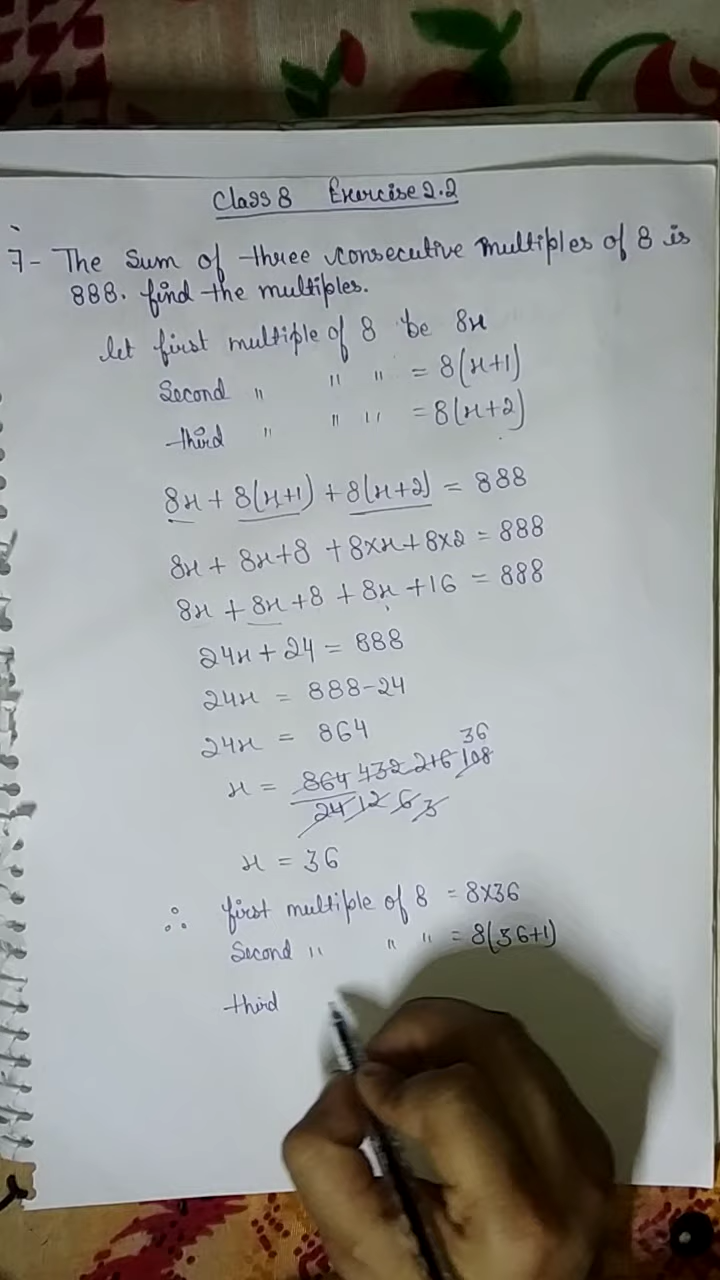 Class 8 Exercise 2.2
7- The Sum of three consecutive multiples of 8 is
888. find the multiples.
let first multiple of 8 be 8x
Second " " " = 8(x+1)
third " " " = 8(x+2)
8x + 8(x+1) + 8(x+2) = 888
8x + 8x+8 + 8×x+8×2 = 888
8x + 8x +8 + 8x +16 = 888
24x + 24 = 888
24x = 888-24
24x = 864
x = 864 432 216 108 36
24 12 6 3
x = 36
∴ first multiple of 8 = 8×36
Second " " " = 8(36+1)
third